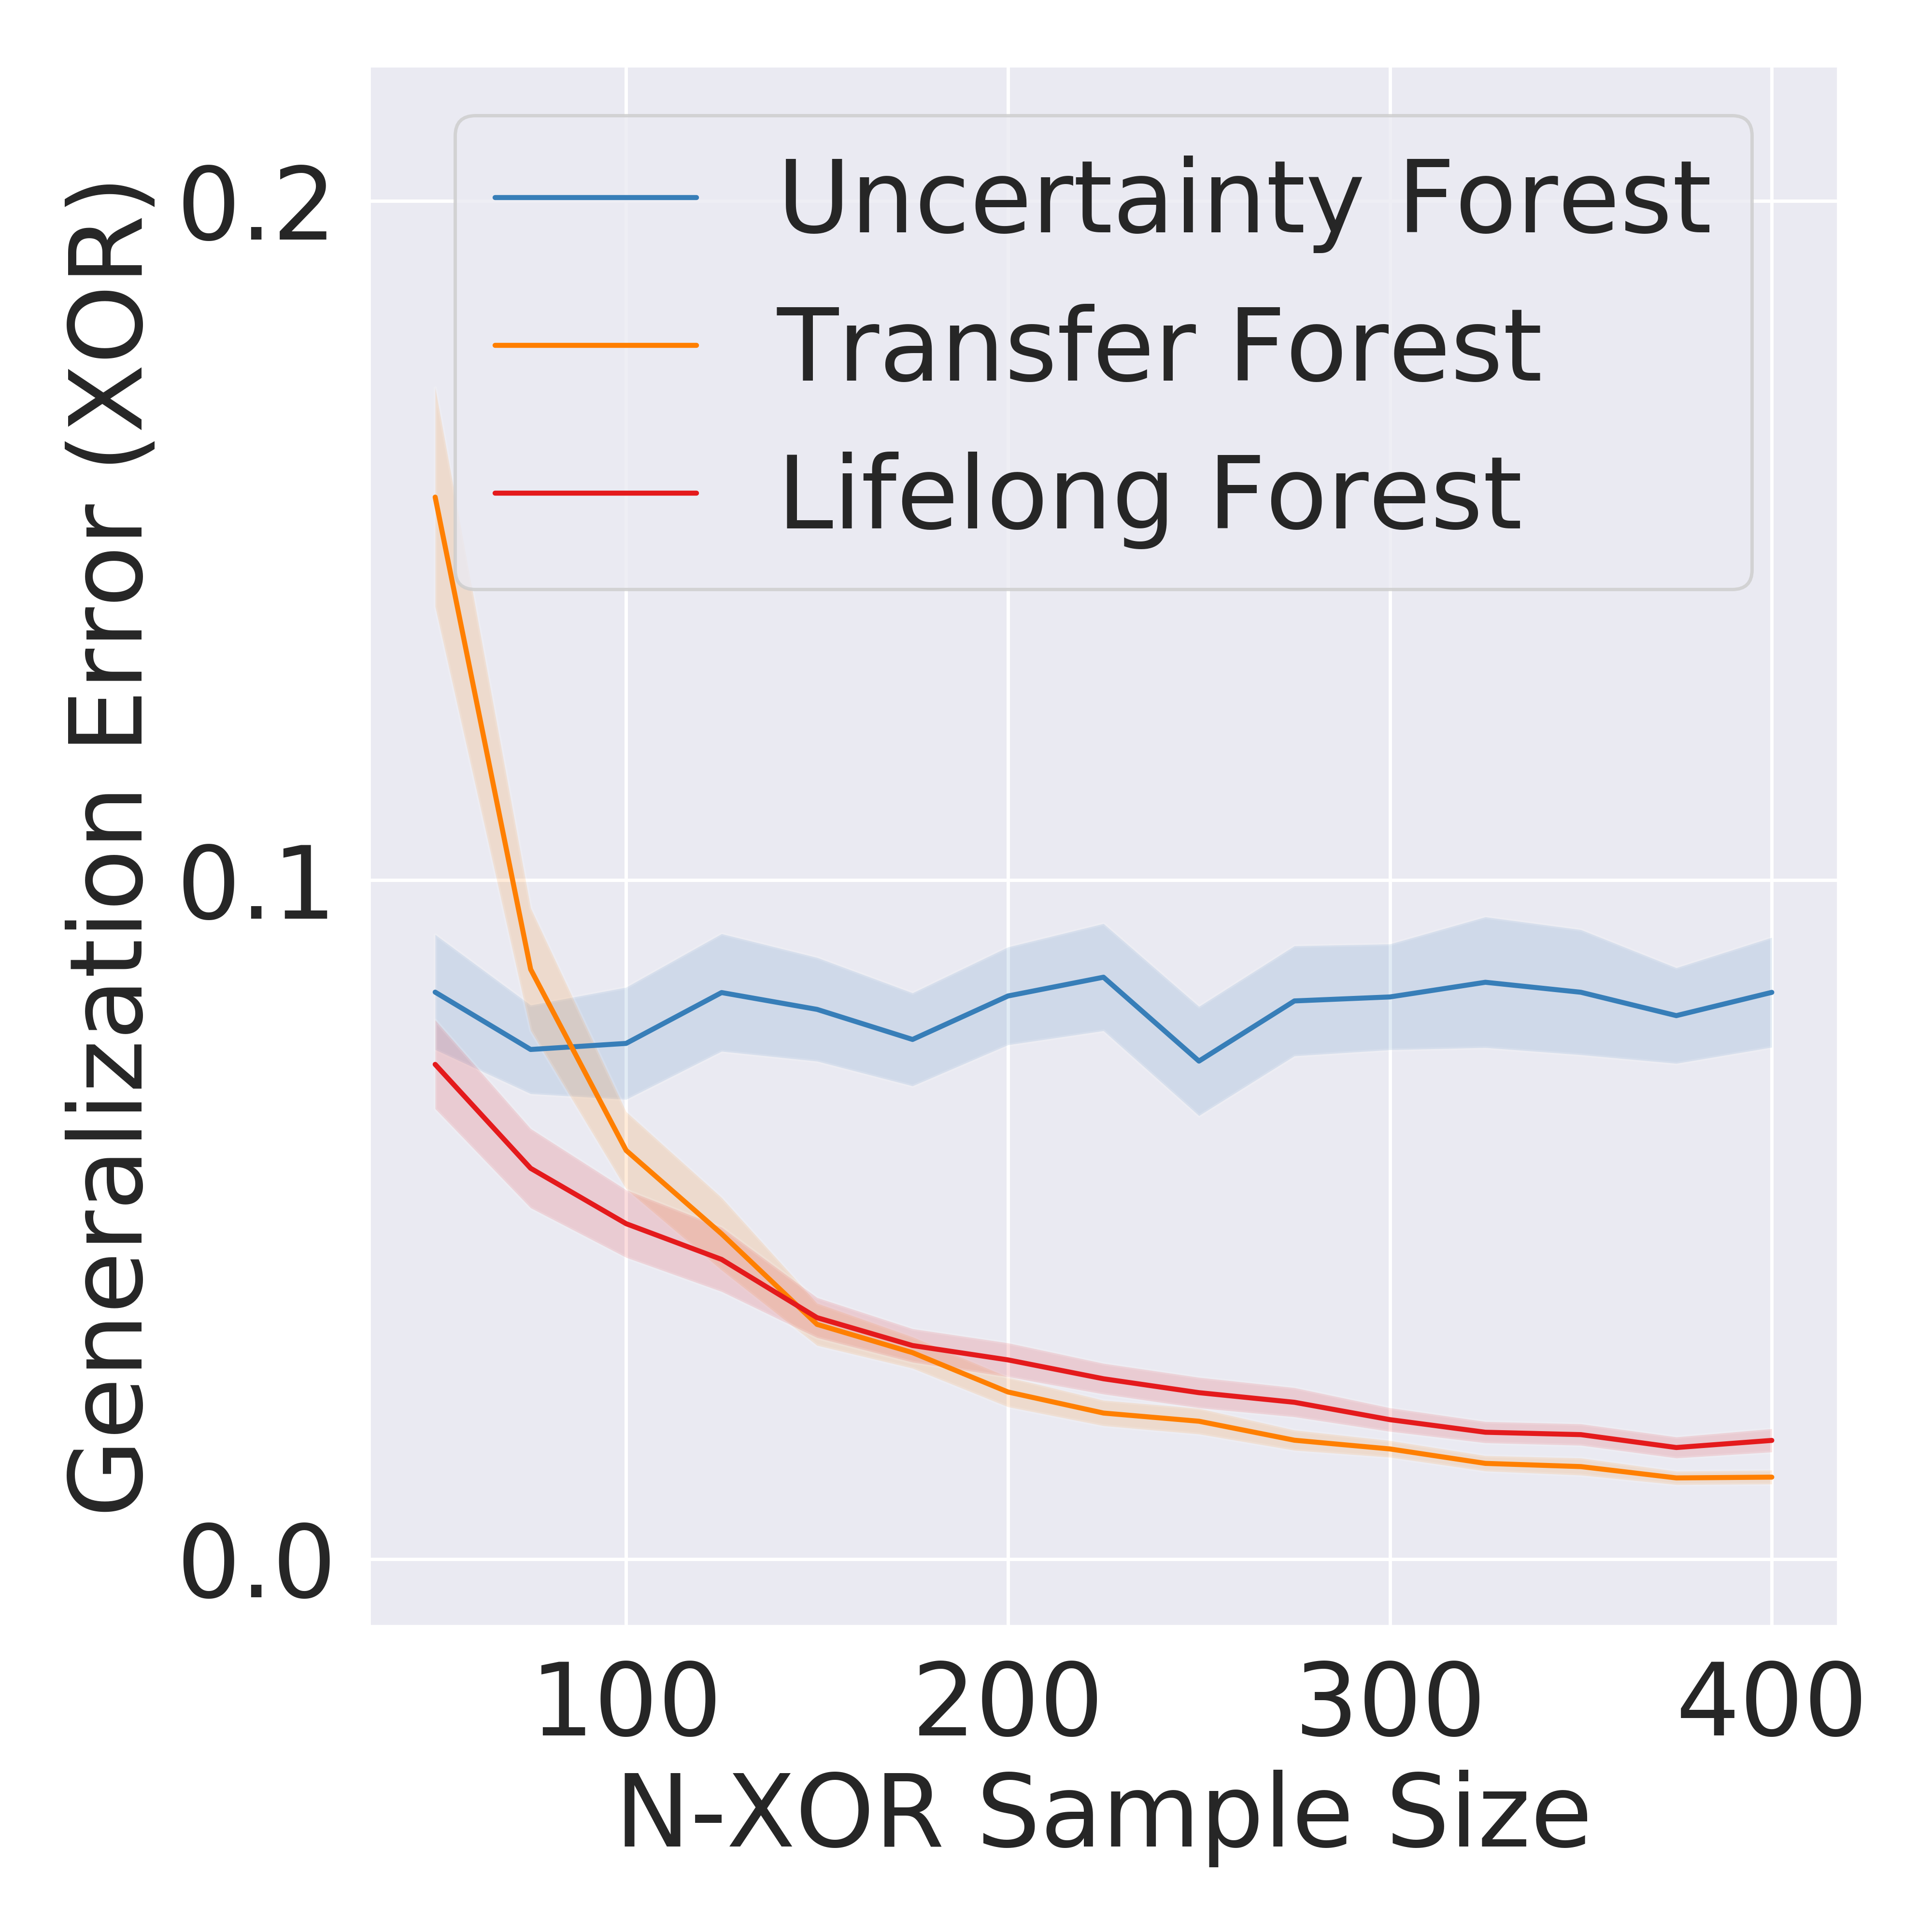 Generalization Error (XOR)
0.2
0.1
0.0
Uncertainty Forest
Transfer Forest
Lifelong Forest
100 200 300 400
N-XOR Sample Size